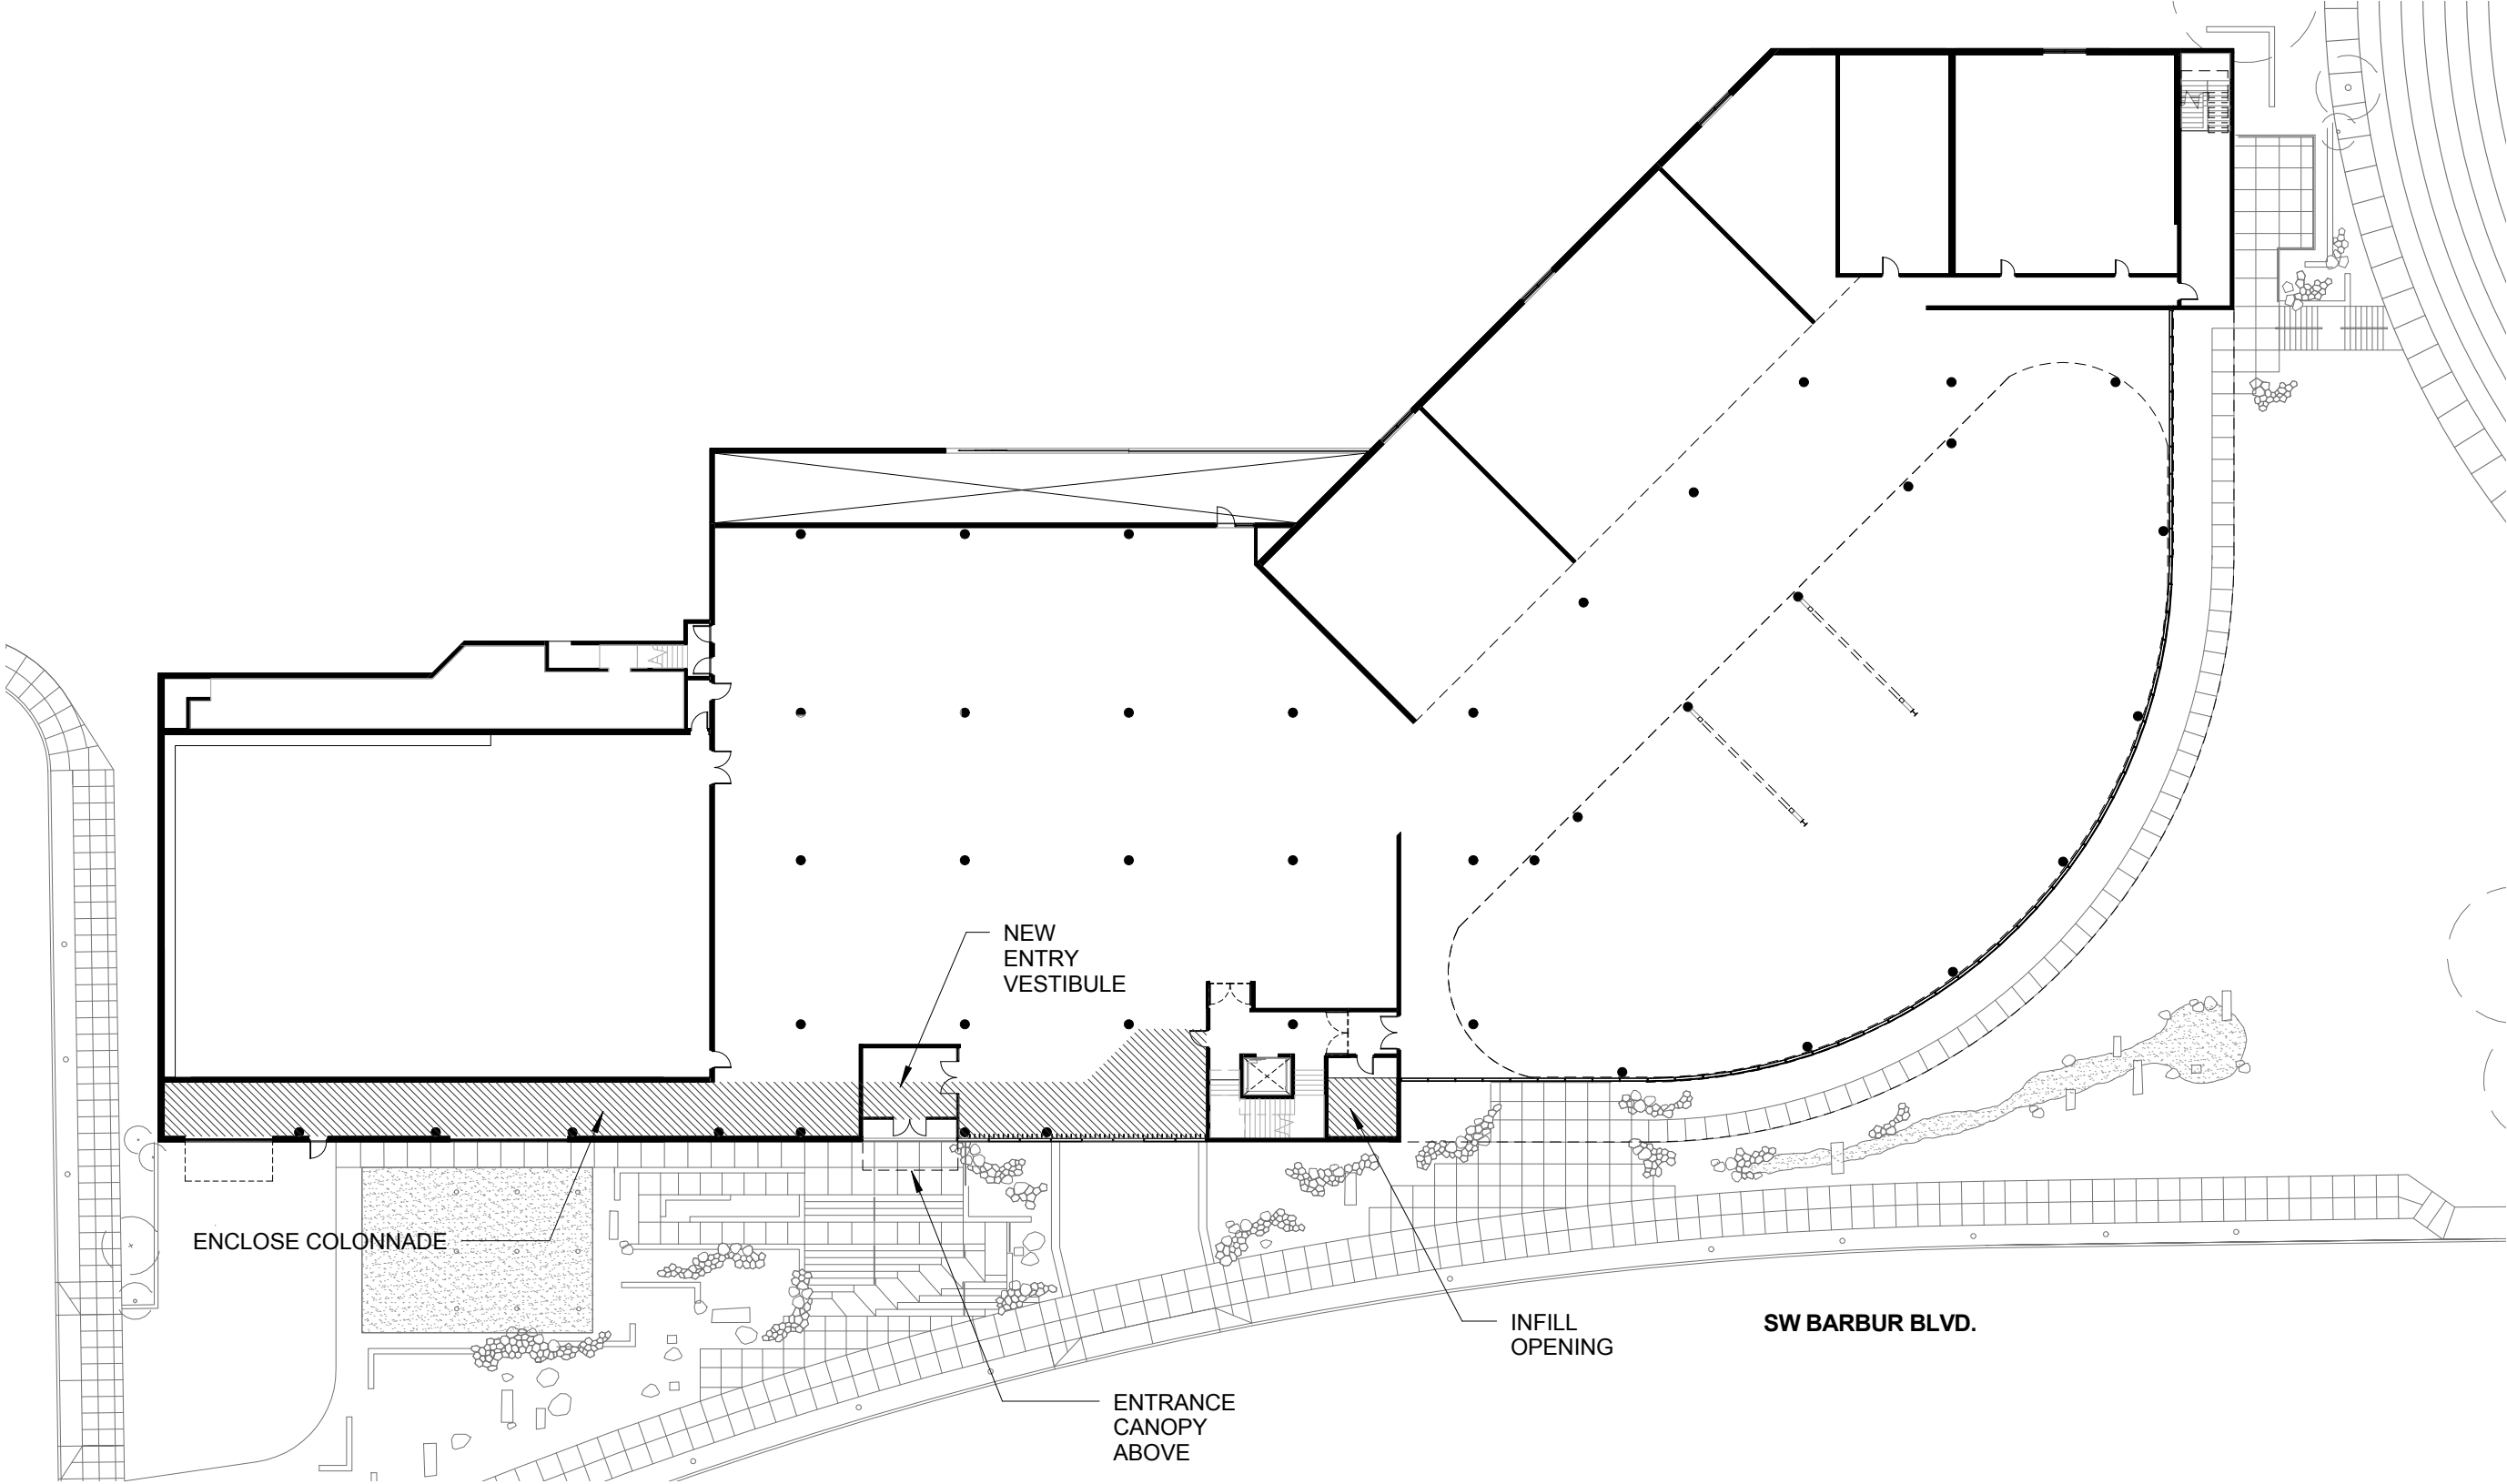 NEW
ENTRY
VESTIBULE
ENCLOSE COLONNADE
INFILL
OPENING
SW BARBUR BLVD.
ENTRANCE
CANOPY
ABOVE